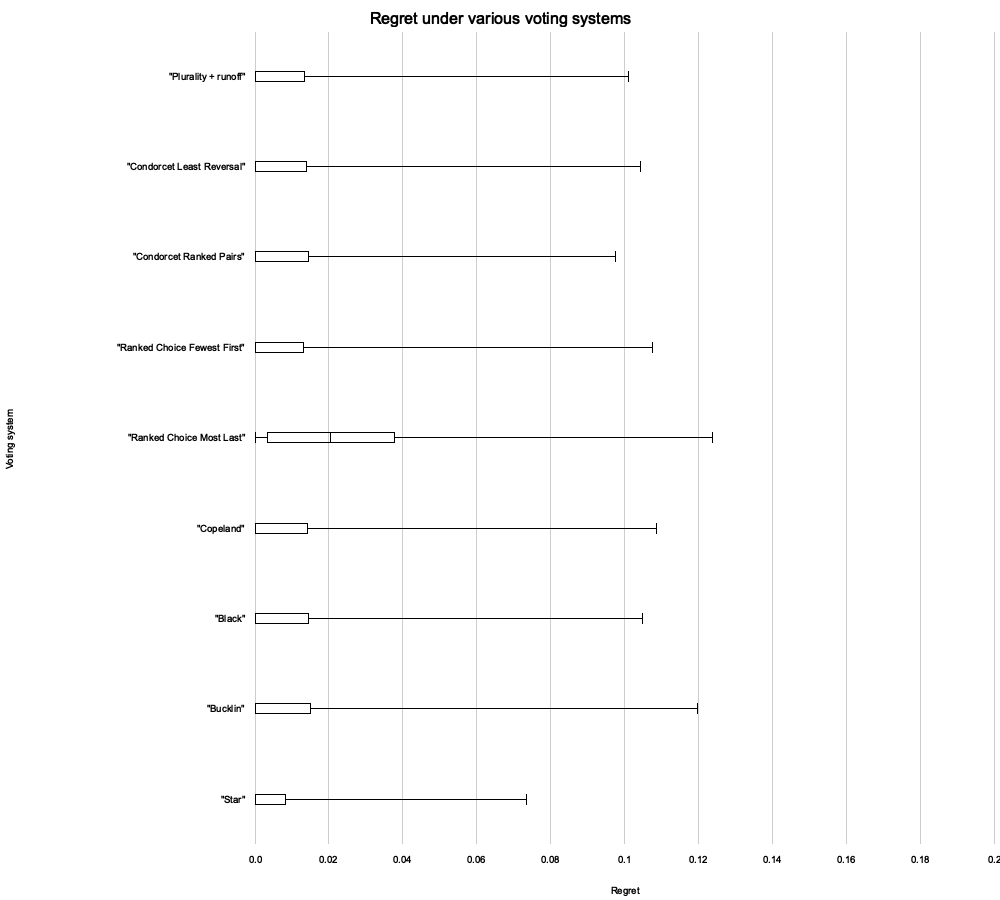 Regret under various voting systems
"Plurality + runoff"
"Condorcet Least Reversal"
"Condorcet Ranked Pairs"
"Ranked Choice Fewest First"
"Ranked Choice Most Last"
"Copeland"
"Black"
"Bucklin"
"Star"
Voting system
0.0 0.02 0.04 0.06 0.08 0.1 0.12 0.14 0.16 0.18 0.2
Regret